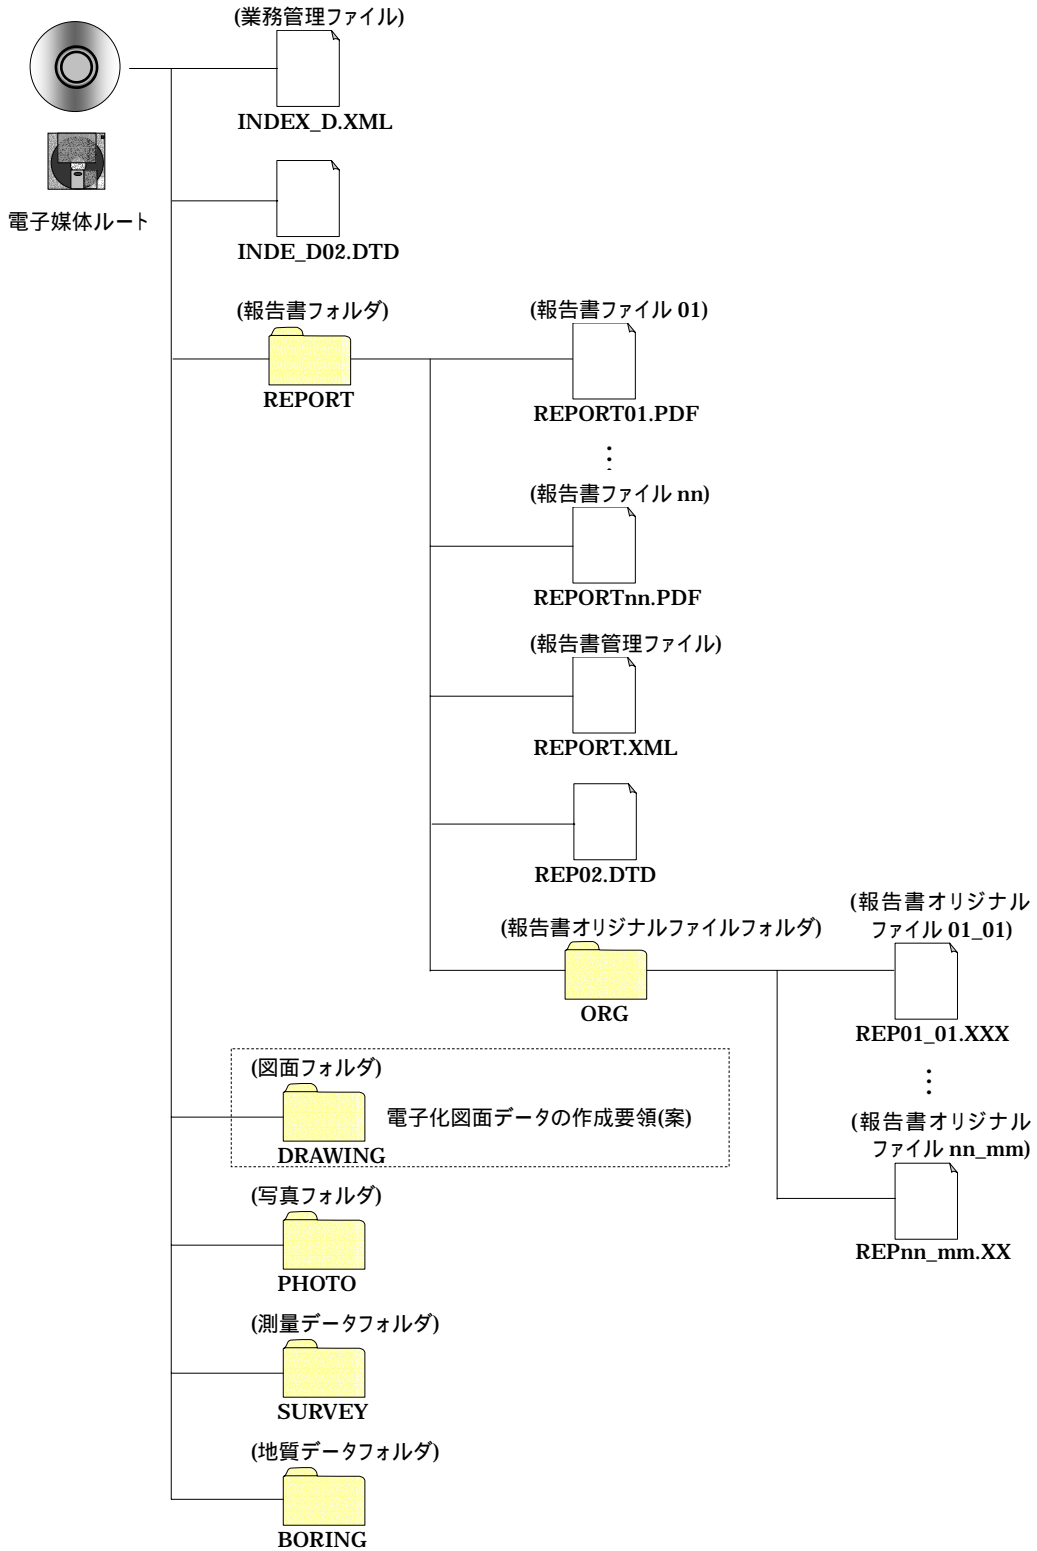 (業務管理ファイル)
INDEX_D.XML
電子媒体ルート
INDE_D02.DTD
(報告書フォルダ)
REPORT
(報告書ファイル 01)
REPORT01.PDF
⋮
(報告書ファイル nn)
REPORTnn.PDF
(報告書管理ファイル)
REPORT.XML
REP02.DTD
(報告書オリジナルファイルフォルダ)
ORG
(報告書オリジナル
ファイル 01_01)
REP01_01.XXX
⋮
(報告書オリジナル
ファイル nn_mm)
REPnn_mm.XX
(図面フォルダ)
電子化図面データの作成要領(案)
DRAWING
(写真フォルダ)
PHOTO
(測量データフォルダ)
SURVEY
(地質データフォルダ)
BORING